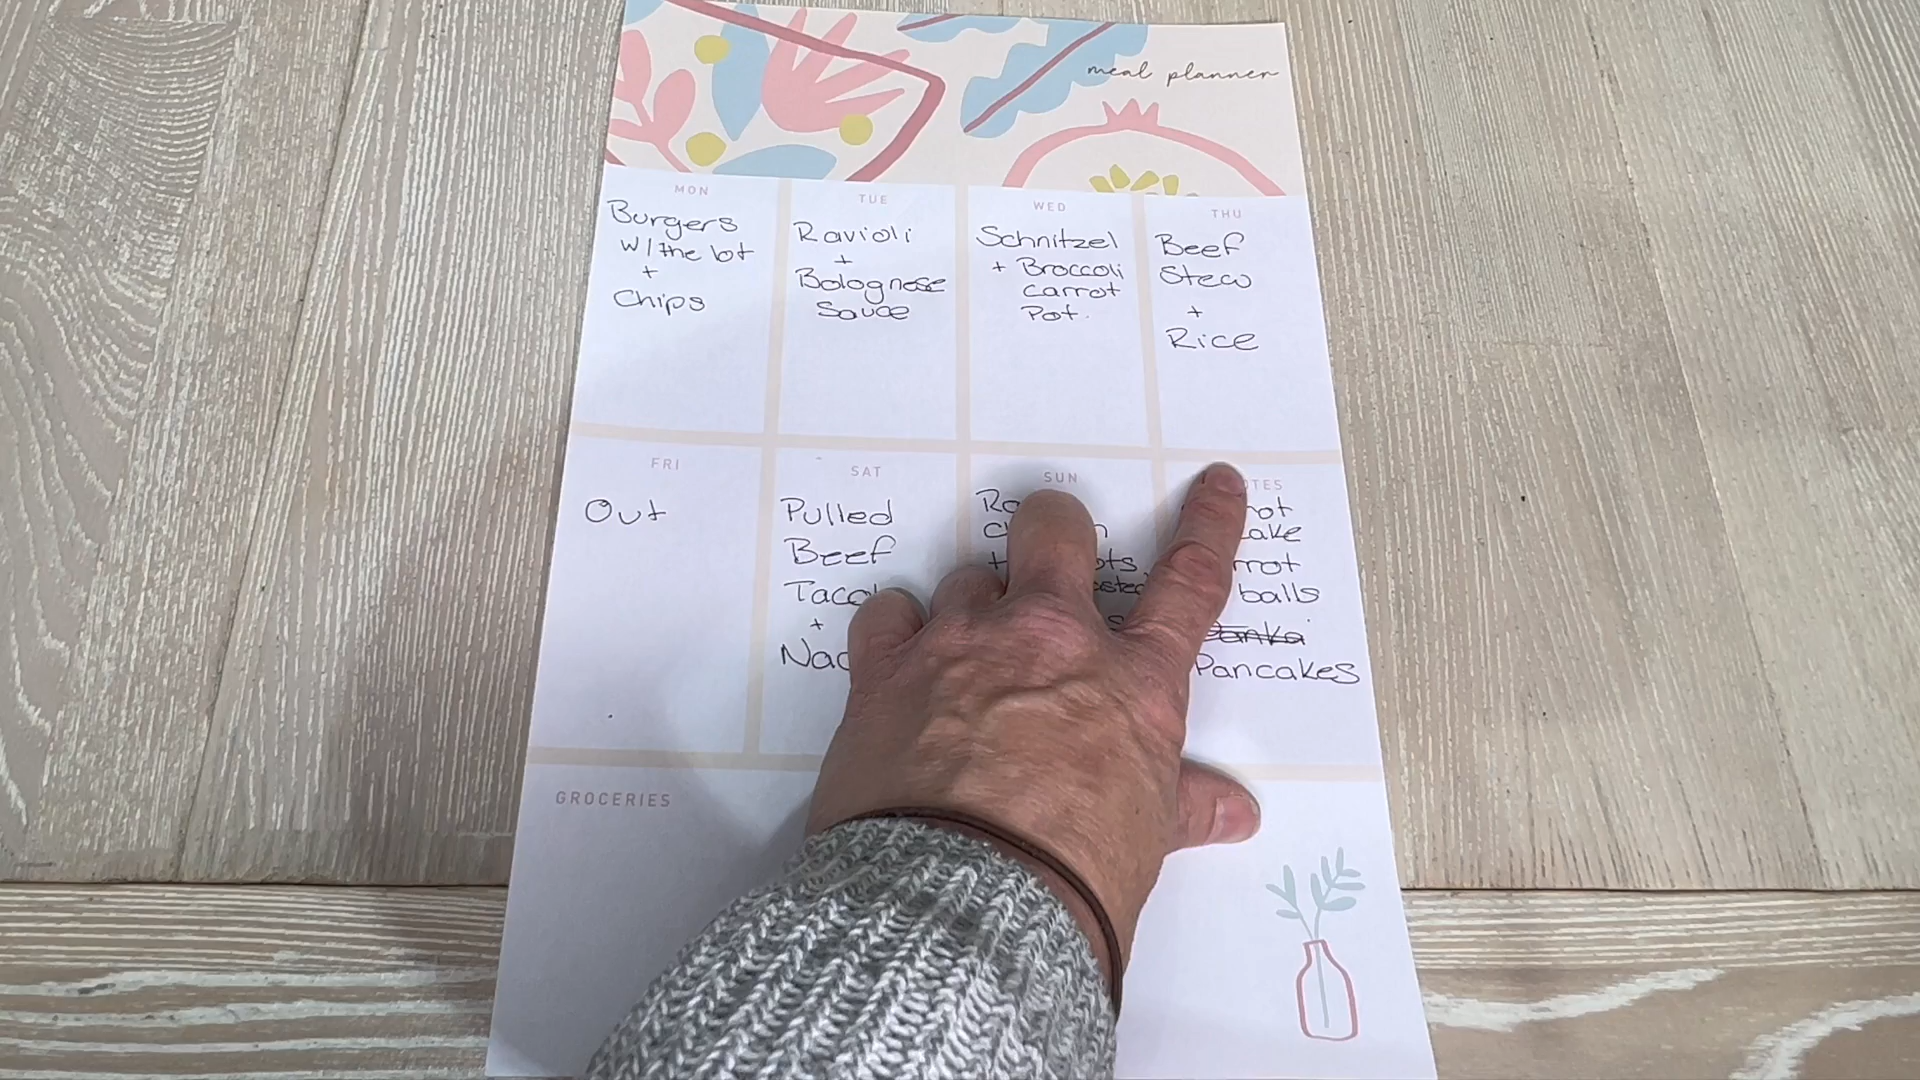 meal planner
MON
Burgers
w/the lot
+
Chips
TUE
Ravioli
+
Bolognese
Sauce
WED
Schnitzel
+ Broccoli
carrot
Pot.
THU
Beef
Stew
+
Rice
FRI
Out
SAT
Pulled
Beef
+
SUN
+
balls
Pancakes
GROCERIES